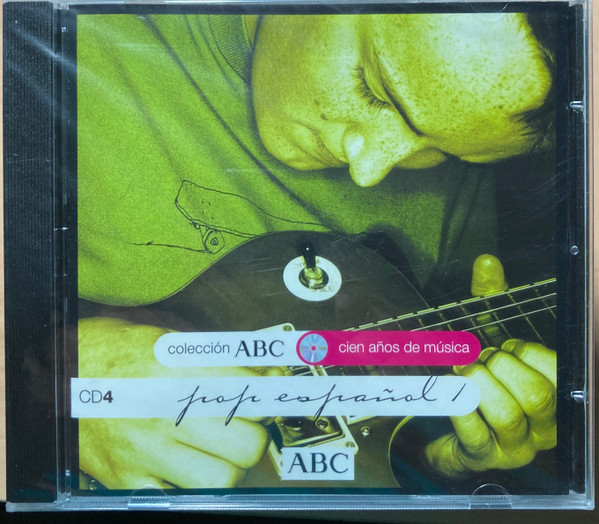 colección ABC cien años de música
CD4 pop español 1
ABC